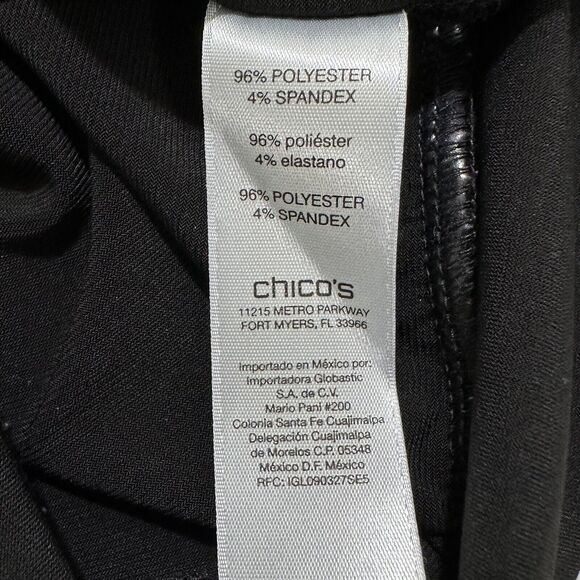 96% POLYESTER
4% SPANDEX
96% poliéster
4% elastano
96% POLYESTER
4% SPANDEX
chico's
11215 METRO PARKWAY
FORT MYERS, FL 33966
Importado en México por:
Importadora Globastic
S.A. de C.V.
Mario Pani #200
Colonia Santa Fe Cuajimalpa
Delegación Cuajimalpa
de Morelos C.P. 05348
México D.F. México
RFC: IGL090327SE5